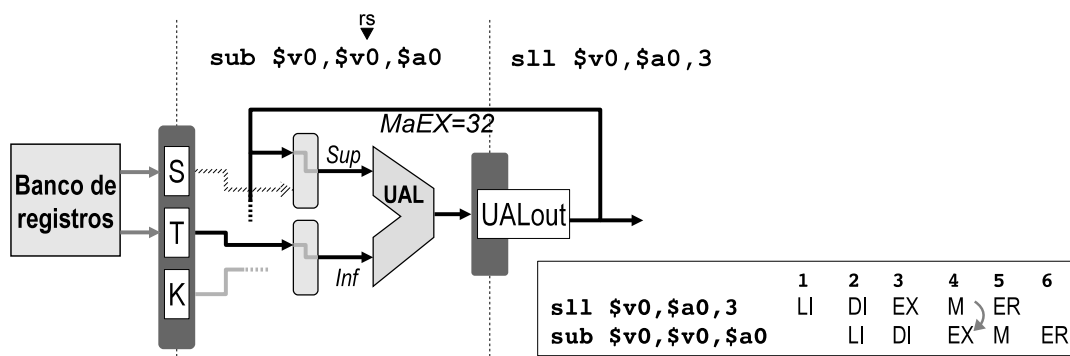 rs
sub $v0,$v0,$a0
sll $v0,$a0,3
MaEX=32
Banco de
registros
S
T
K
Sup
Inf
UAL
UALout
1 2 3 4 5 6
sll $v0,$a0,3 LI DI EX M ER
sub $v0,$v0,$a0 LI DI EX M ER